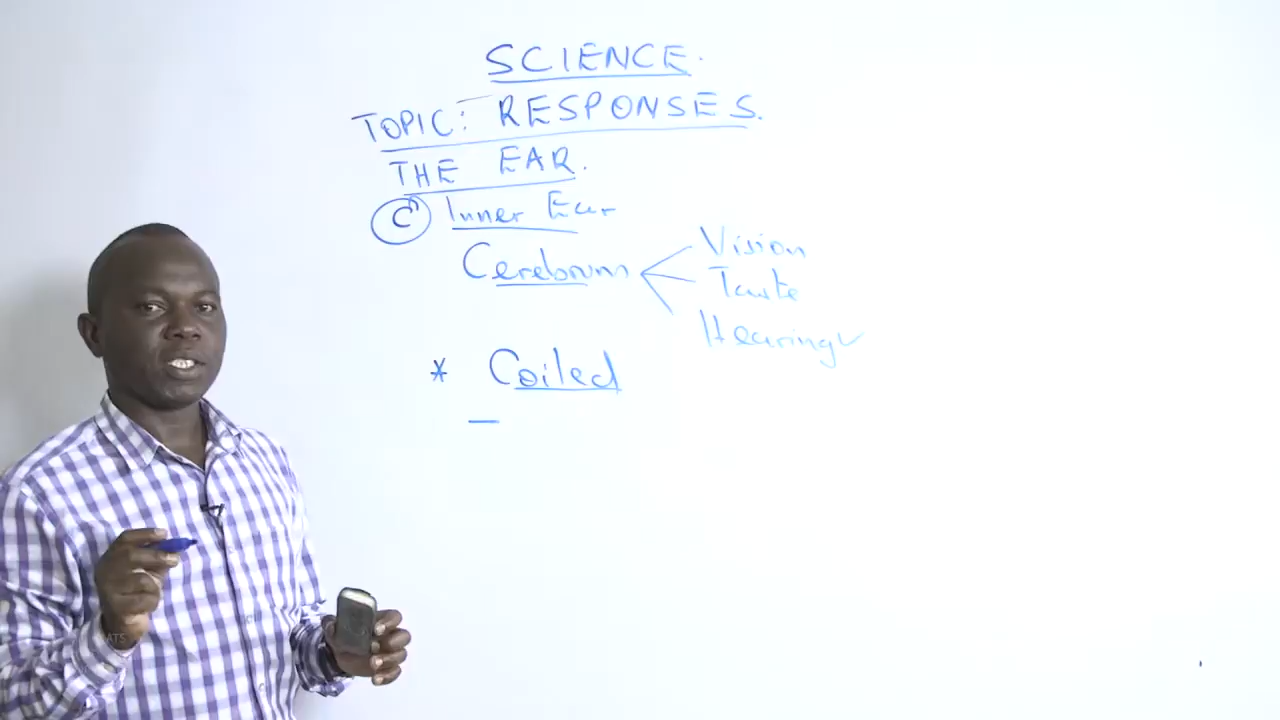 SCIENCE.
TOPIC: RESPONSES.
THE EAR.
C Inner Ear
Cerebrum
Vision
Taste
Hearing
* Coiled